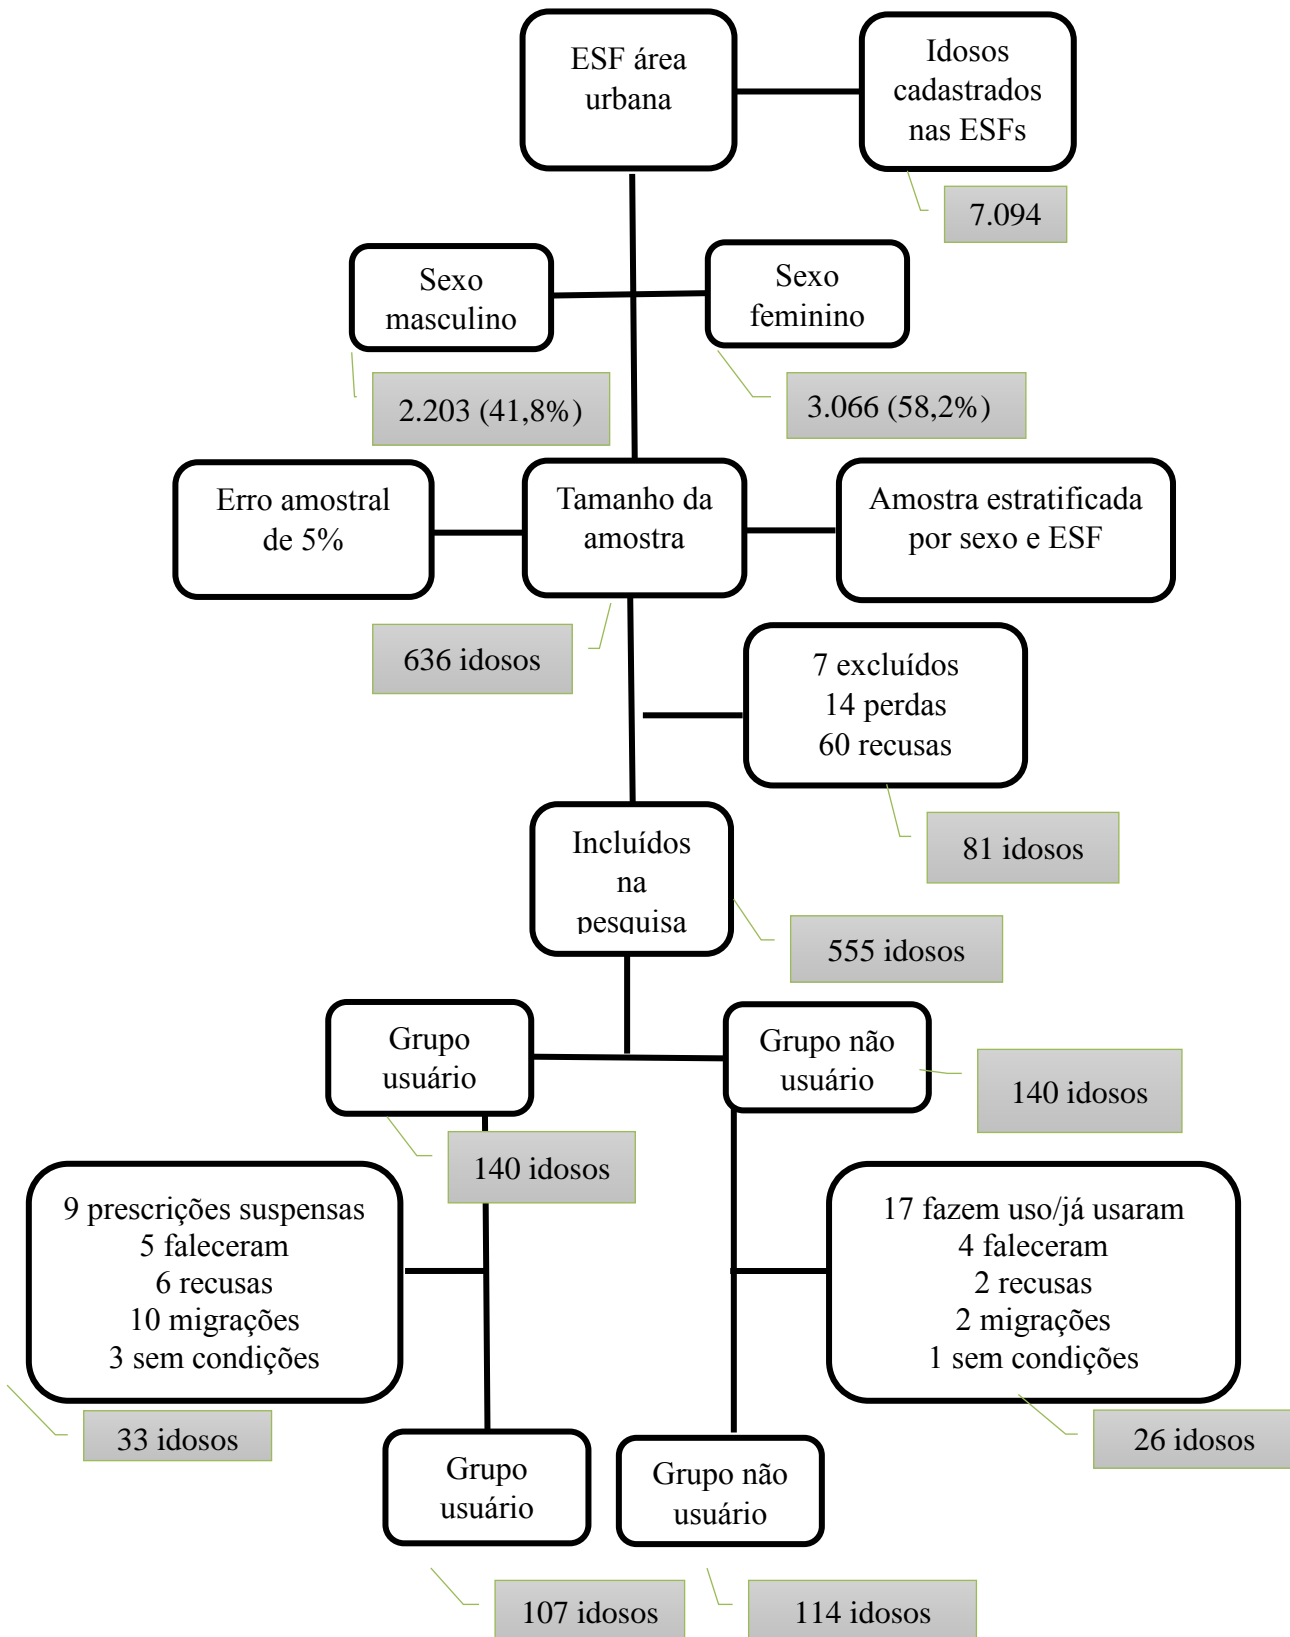 ESF área
urbana
Idosos
cadastrados
nas ESFs
7.094
Sexo
masculino
Sexo
feminino
2.203 (41,8%)
3.066 (58,2%)
Erro amostral
de 5%
Tamanho da
amostra
Amostra estratificada
por sexo e ESF
636 idosos
7 excluídos
14 perdas
60 recusas
81 idosos
Incluídos
na
pesquisa
555 idosos
Grupo
usuário
Grupo não
usuário
140 idosos
140 idosos
9 prescrições suspensas
5 faleceram
6 recusas
10 migrações
3 sem condições
17 fazem uso/já usaram
4 faleceram
2 recusas
2 migrações
1 sem condições
33 idosos
26 idosos
Grupo
usuário
Grupo não
usuário
107 idosos
114 idosos